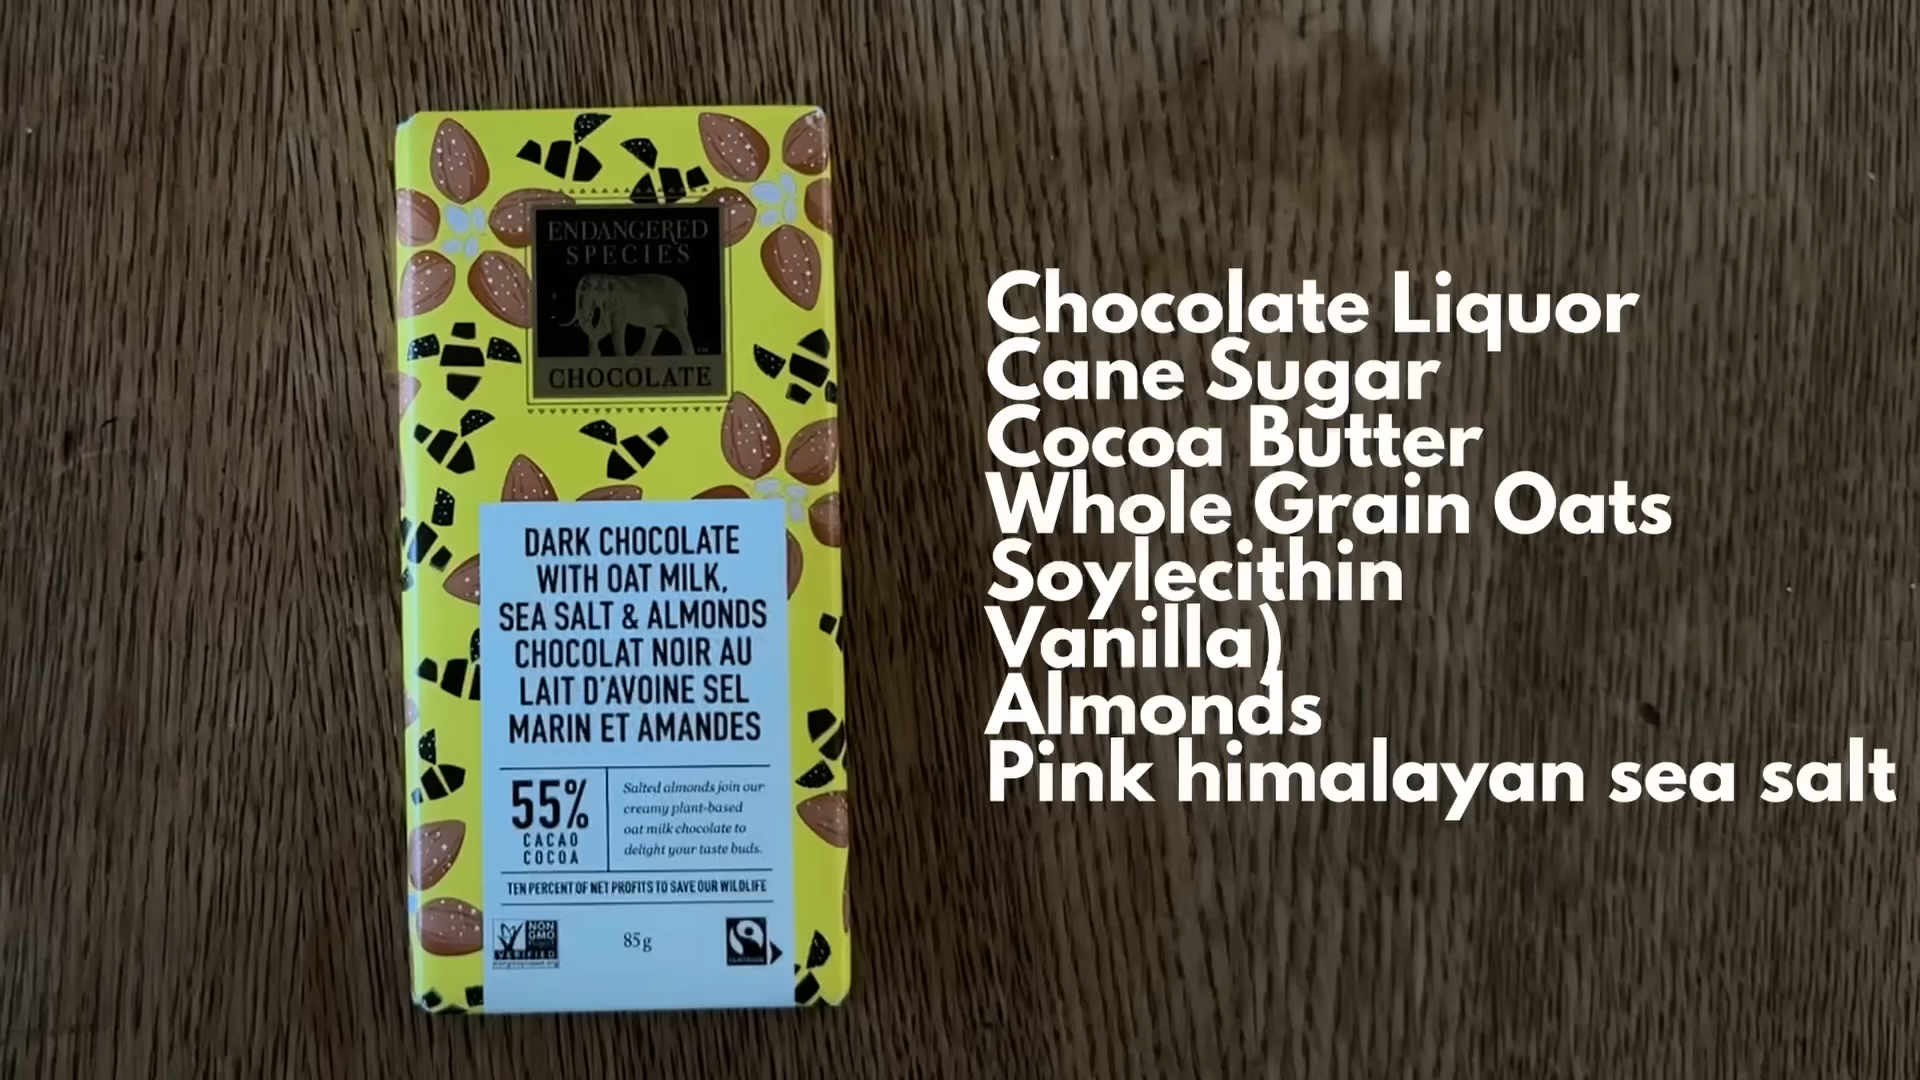 ENDANGERED
SPECIES
CHOCOLATE
DARK CHOCOLATE
WITH OAT MILK,
SEA SALT & ALMONDS
CHOCOLAT NOIR AU
LAIT D'AVOINE SEL
MARIN ET AMANDES
55%
CACAO
COCOA
Salted almonds join our
creamy plant-based
oat milk chocolate to
delight your taste buds.
TEN PERCENT OF NET PROFITS TO SAVE OUR WILDLIFE
NON
GMO
VERIFIED
85g
Chocolate Liquor
Cane Sugar
Cocoa Butter
Whole Grain Oats
Soylecithin
Vanilla)
Almonds
Pink himalayan sea salt